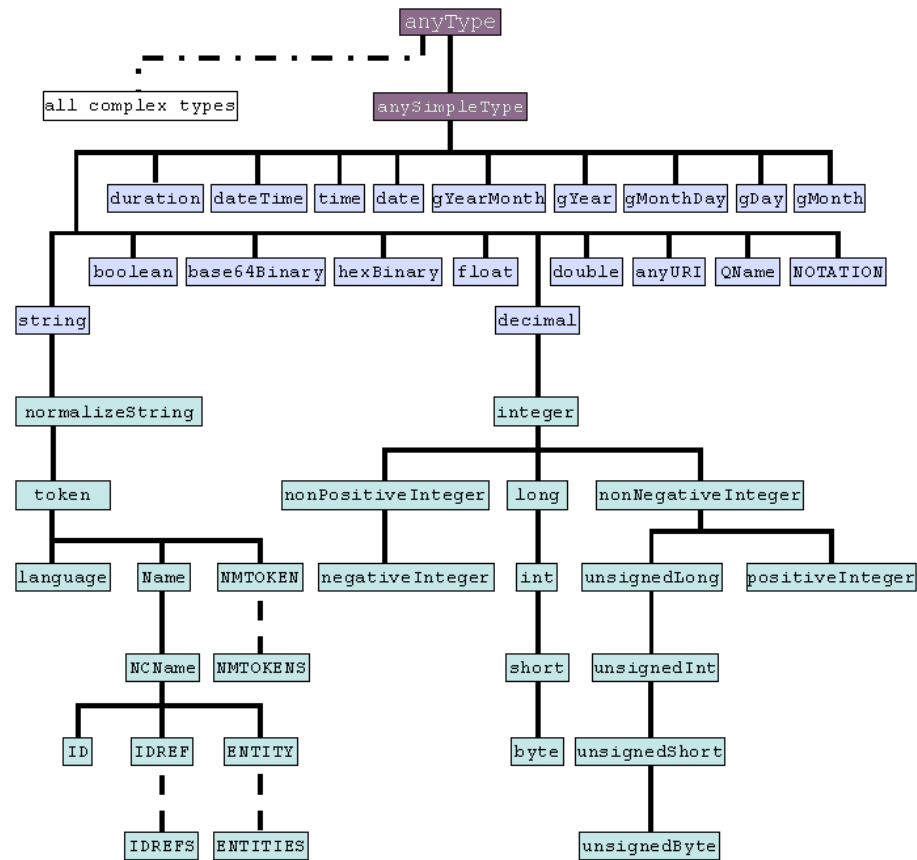 anyType
all complex types
anySimpleType
duration dateTime time date gYearMonth gYear gMonthDay gDay gMonth
boolean base64Binary hexBinary float double anyURI QName NOTATION
string decimal
normalizeString integer
token nonPositiveInteger long nonNegativeInteger
language Name NMTOKEN negativeInteger int unsignedLong positiveInteger
NCName NMTOKENS short unsignedInt
ID IDREF ENTITY byte unsignedShort
IDREFS ENTITIES unsignedByte